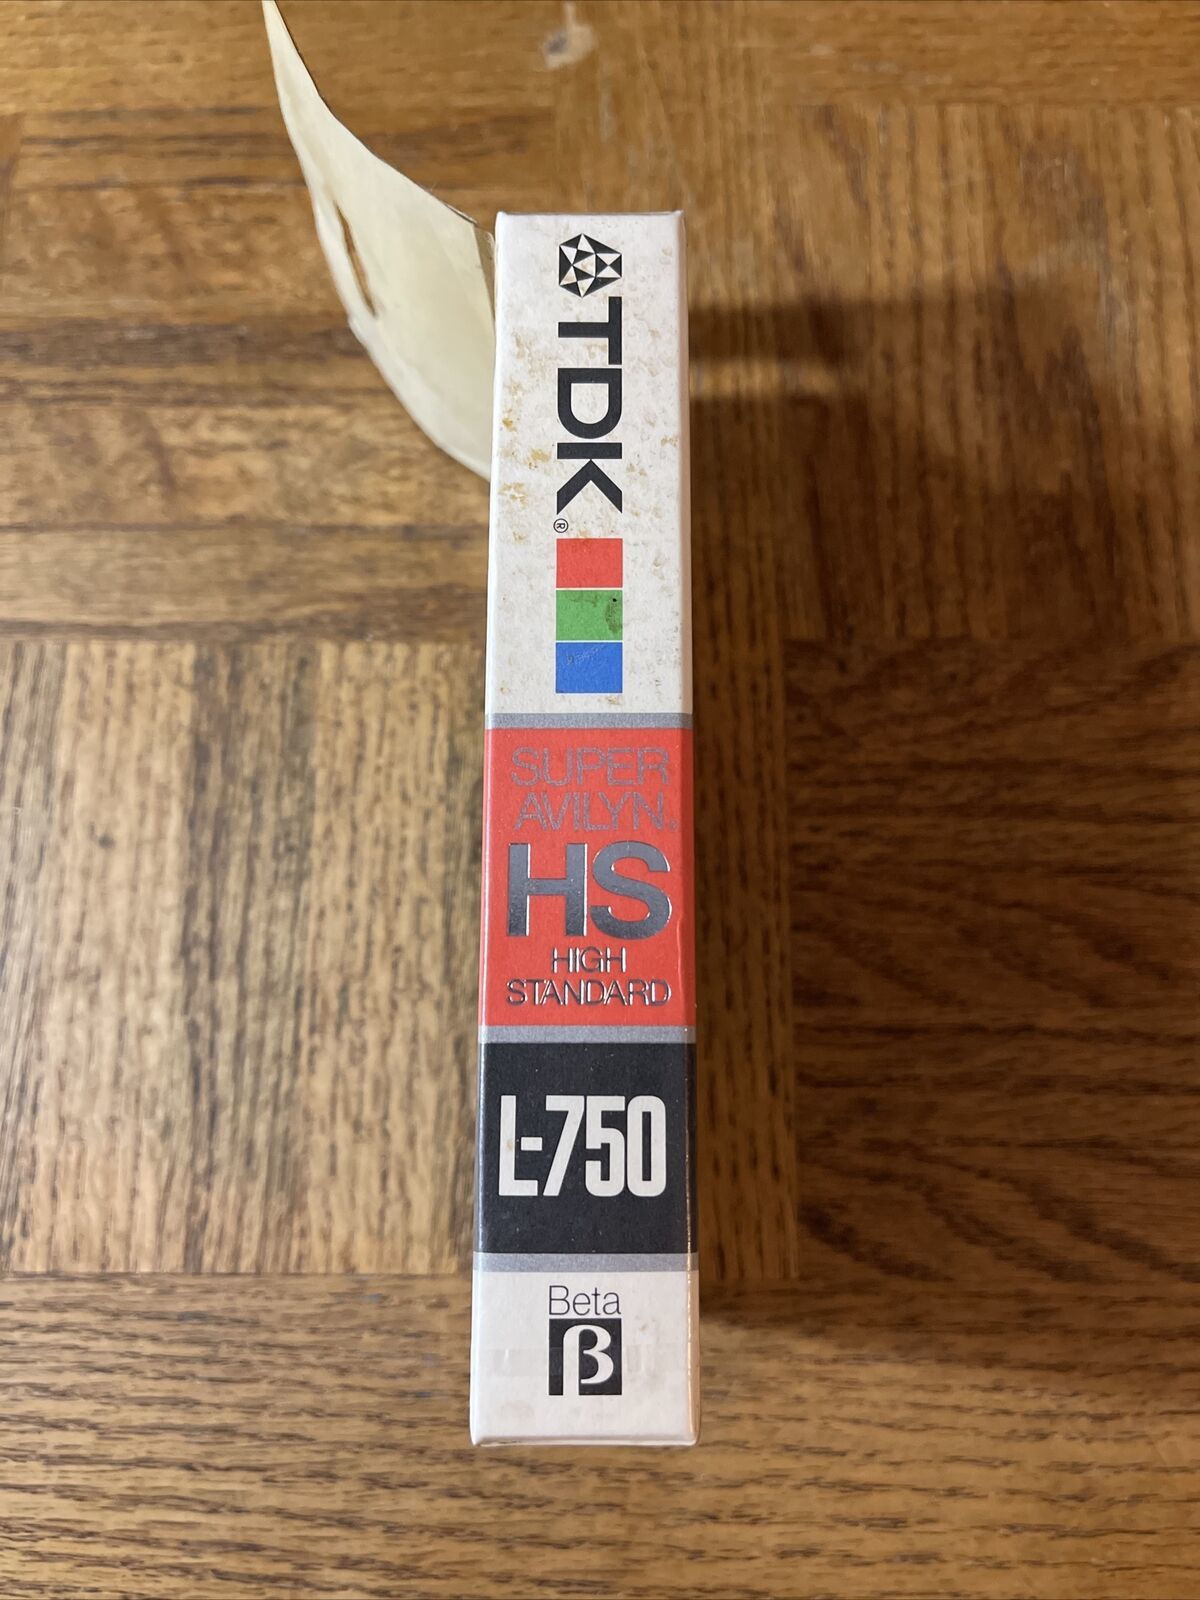 TDK®
SUPER
AVILYN®
HS
HIGH
STANDARD
L-750
Beta
β